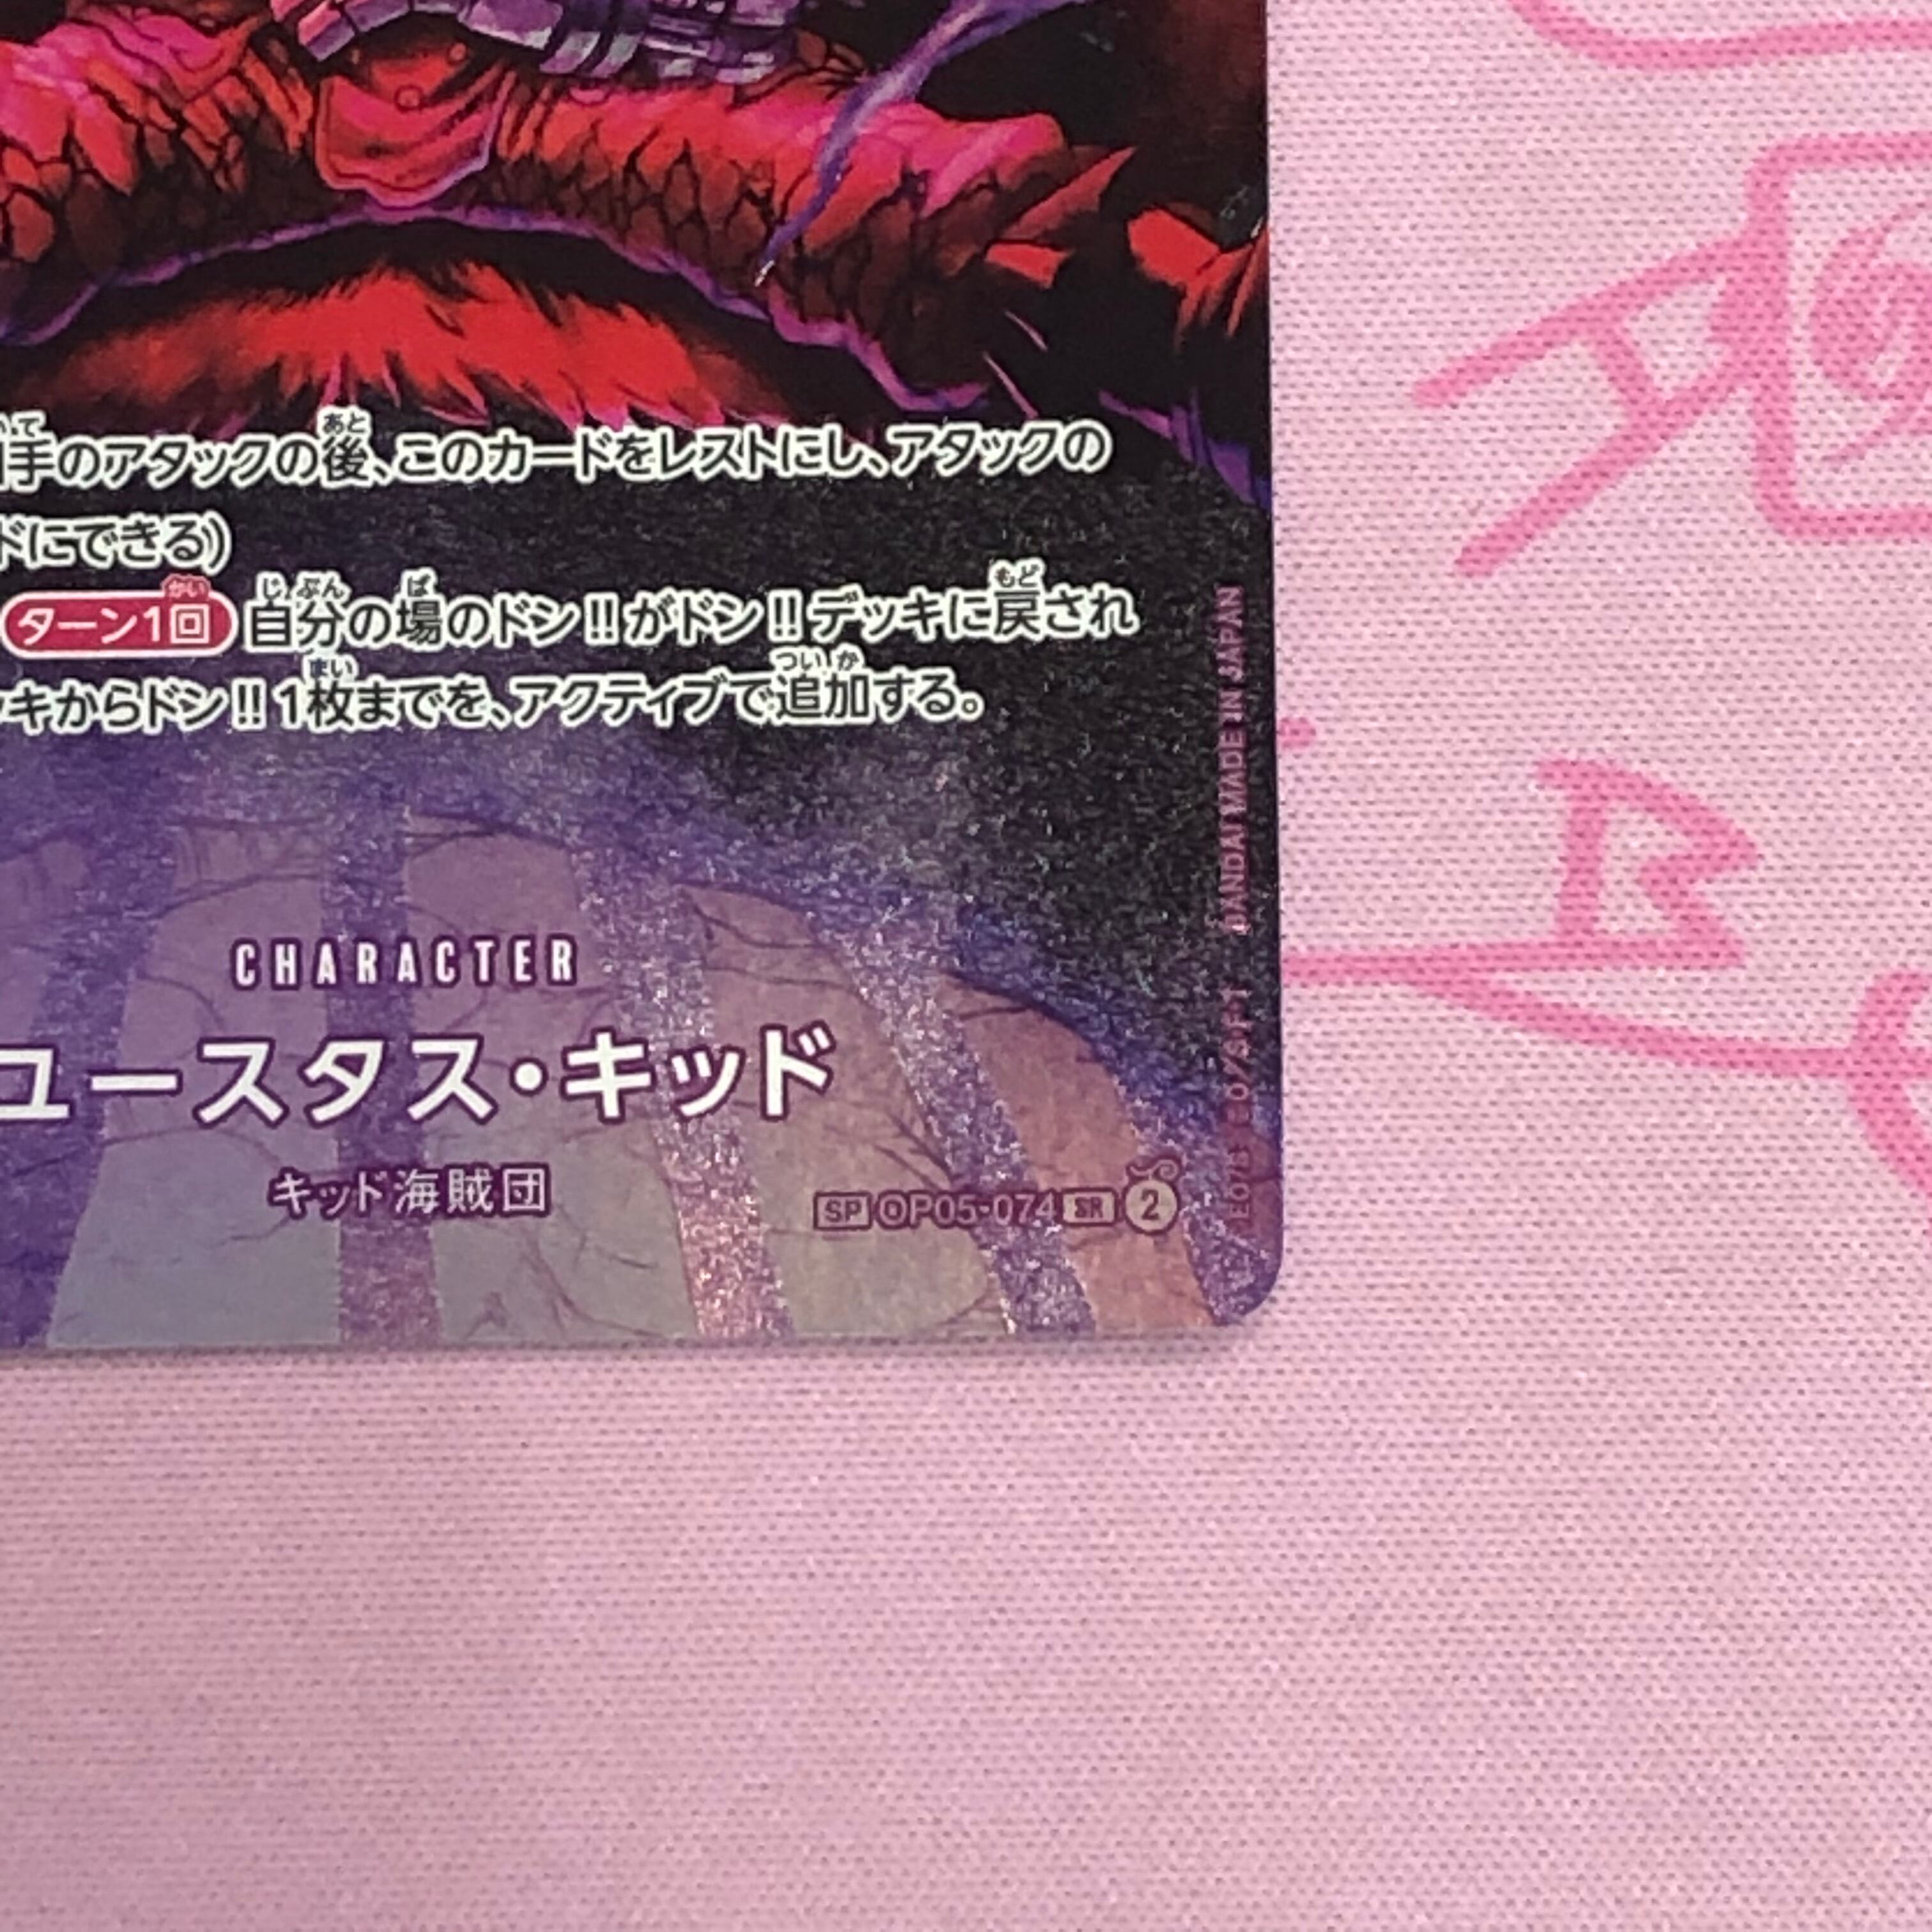 手のアタックの後、このカードをレストにし、アタックの
ドにできる)
ターン1回 自分の場のドン!!がドン!!デッキに戻され
ッキからドン!!1枚までを、アクティブで追加する。
CHARACTER
ユースタス・キッド
キッド海賊団
SP OP05-074 SR 2
BANDAI MADE IN JAPAN